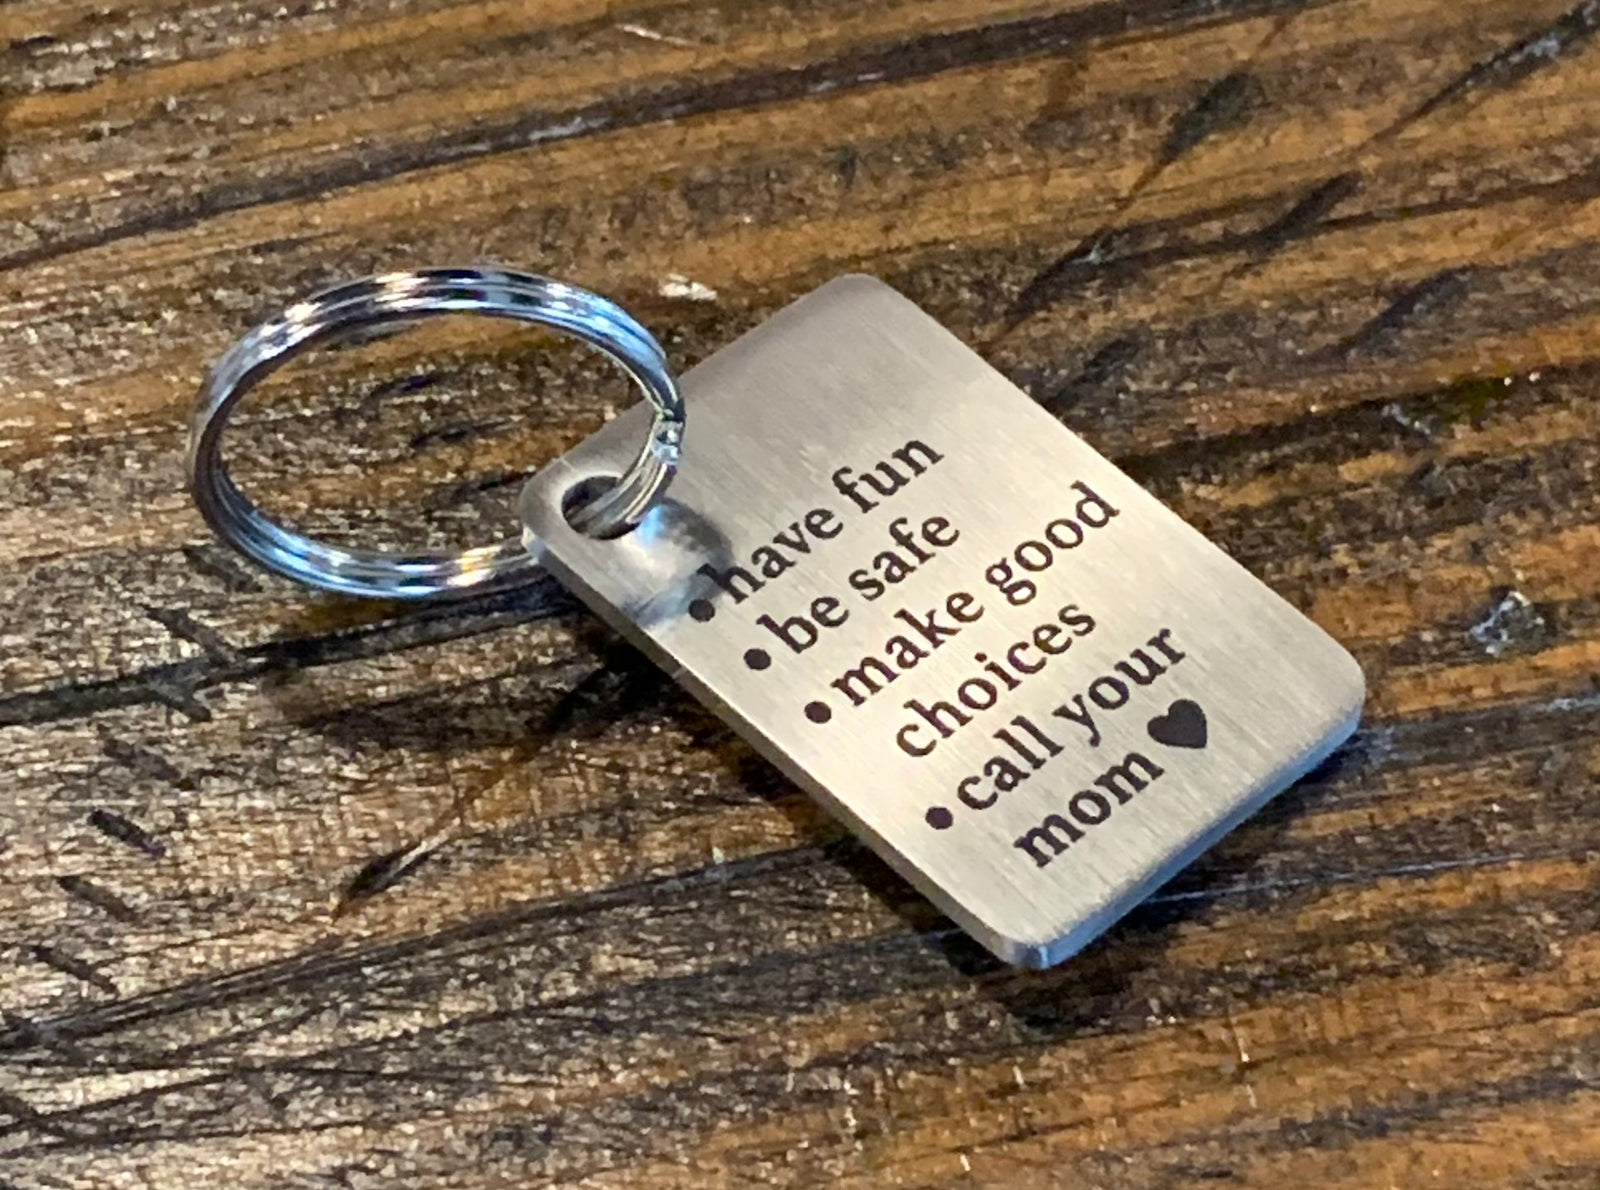 • have fun
• be safe
• make good
choices
• call your
mom ♥